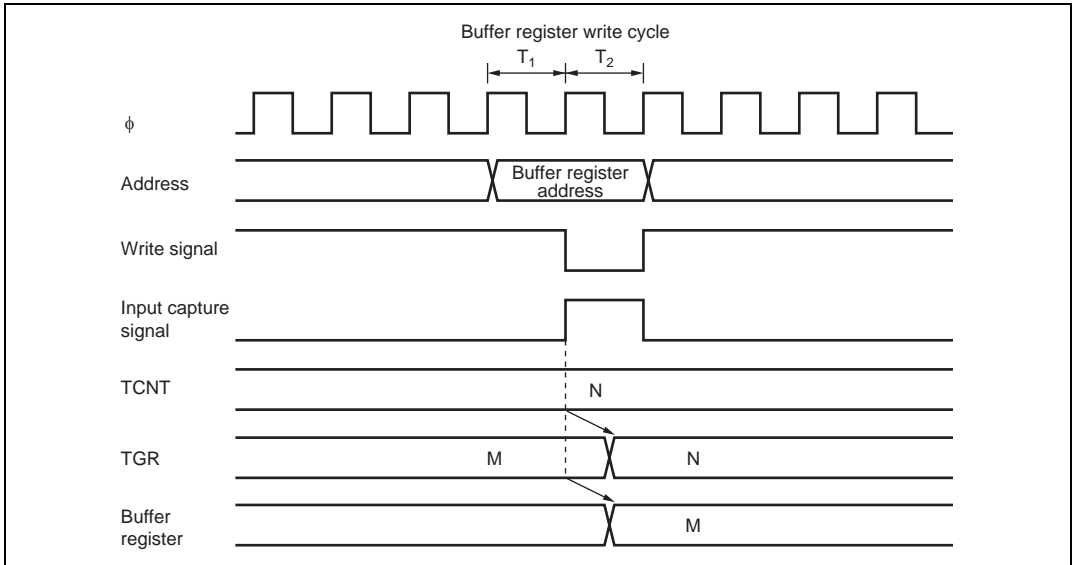 Buffer register write cycle
T₁ T₂
φ
Address
Buffer register
address
Write signal
Input capture
signal
TCNT
N
TGR
M N
Buffer
register
M